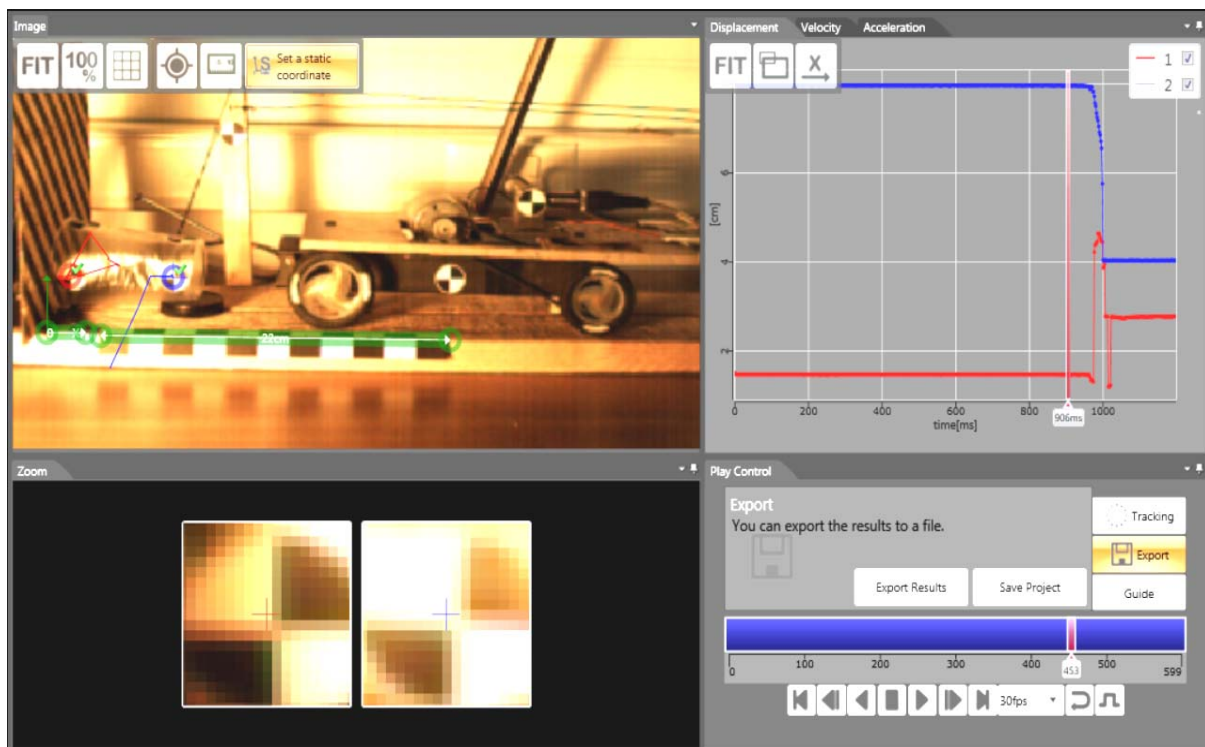 Image
FIT
100
%
Set a static
coordinate
22cm
Displacement
Velocity
Acceleration
FIT
X
1
2
[cm]
6
4
2
0
200
400
600
800
1000
906ms
time[ms]
Zoom
Play Control
Export
You can export the results to a file.
Export Results
Save Project
Tracking
Export
Guide
0
100
200
300
400
453
500
599
30fps